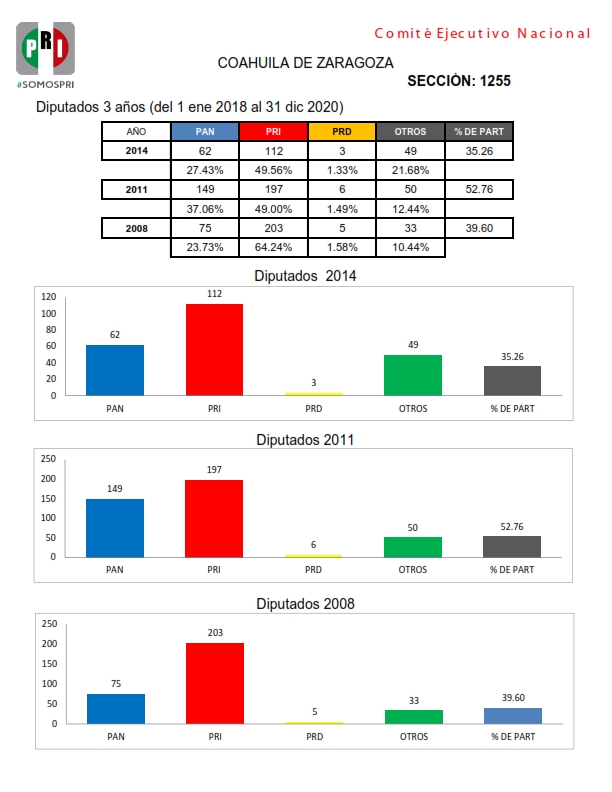 Comité Ejecutivo Nacional
PRI
#SOMOSPRI
COAHUILA DE ZARAGOZA
SECCIÓN: 1255
Diputados 3 años (del 1 ene 2018 al 31 dic 2020)
AÑO PAN PRI PRD OTROS % DE PART
2014 62 112 3 49 35.26
27.43% 49.56% 1.33% 21.68%
2011 149 197 6 50 52.76
37.06% 49.00% 1.49% 12.44%
2008 75 203 5 33 39.60
23.73% 64.24% 1.58% 10.44%
Diputados 2014
120
100
80
60
40
20
0
62
112
3
49
35.26
PAN PRI PRD OTROS % DE PART
Diputados 2011
250
200
150
100
50
0
149
197
6
50
52.76
PAN PRI PRD OTROS % DE PART
Diputados 2008
250
200
150
100
50
0
75
203
5
33
39.60
PAN PRI PRD OTROS % DE PART